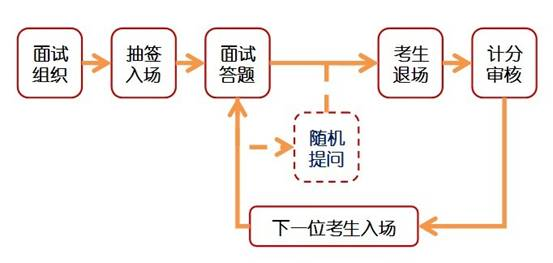 面试
组织
抽签
入场
面试
答题
考生
退场
计分
审核
随机
提问
下一位考生入场